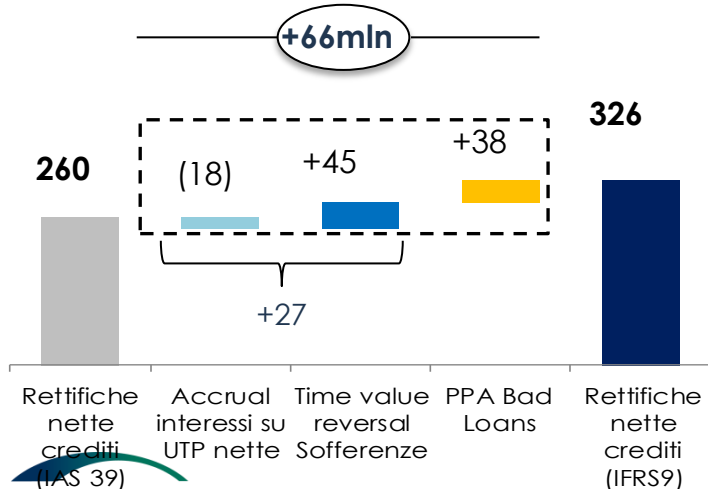 +66mln
326
260
(18)
+45
+38
+27
Rettifiche
nette
crediti
(IAS 39)
Accrual
interessi su
UTP nette
Time value
reversal
Sofferenze
PPA Bad
Loans
Rettifiche
nette
crediti
(IFRS9)